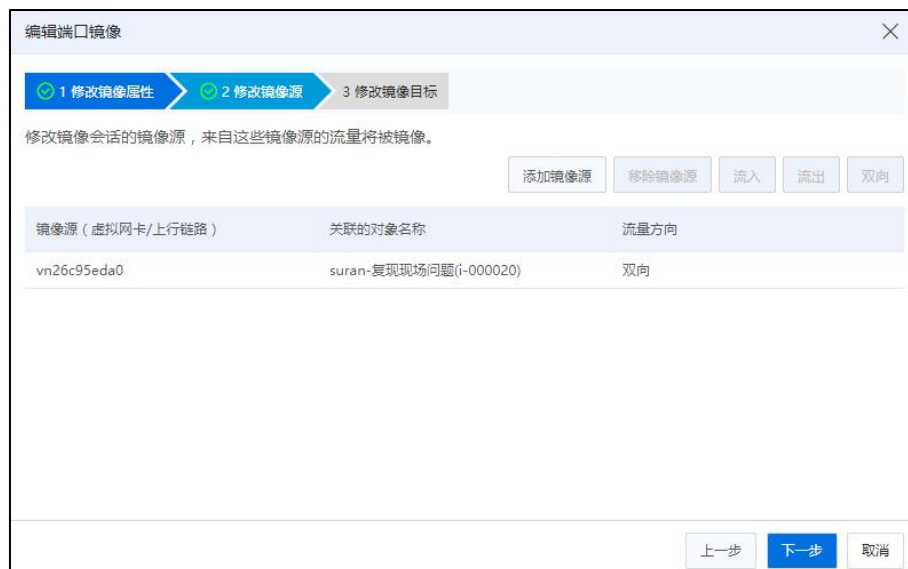 编辑端口镜像
1 修改镜像属性 2 修改镜像源 3 修改镜像目标
修改镜像会话的镜像源，来自这些镜像源的流量将被镜像。
添加镜像源 移除镜像源 流入 流出 双向
镜像源（虚拟网卡/上行链路） 关联的对象名称 流量方向
vn26c95eda0 suran-复现现场问题(i-000020) 双向
上一步 下一步 取消